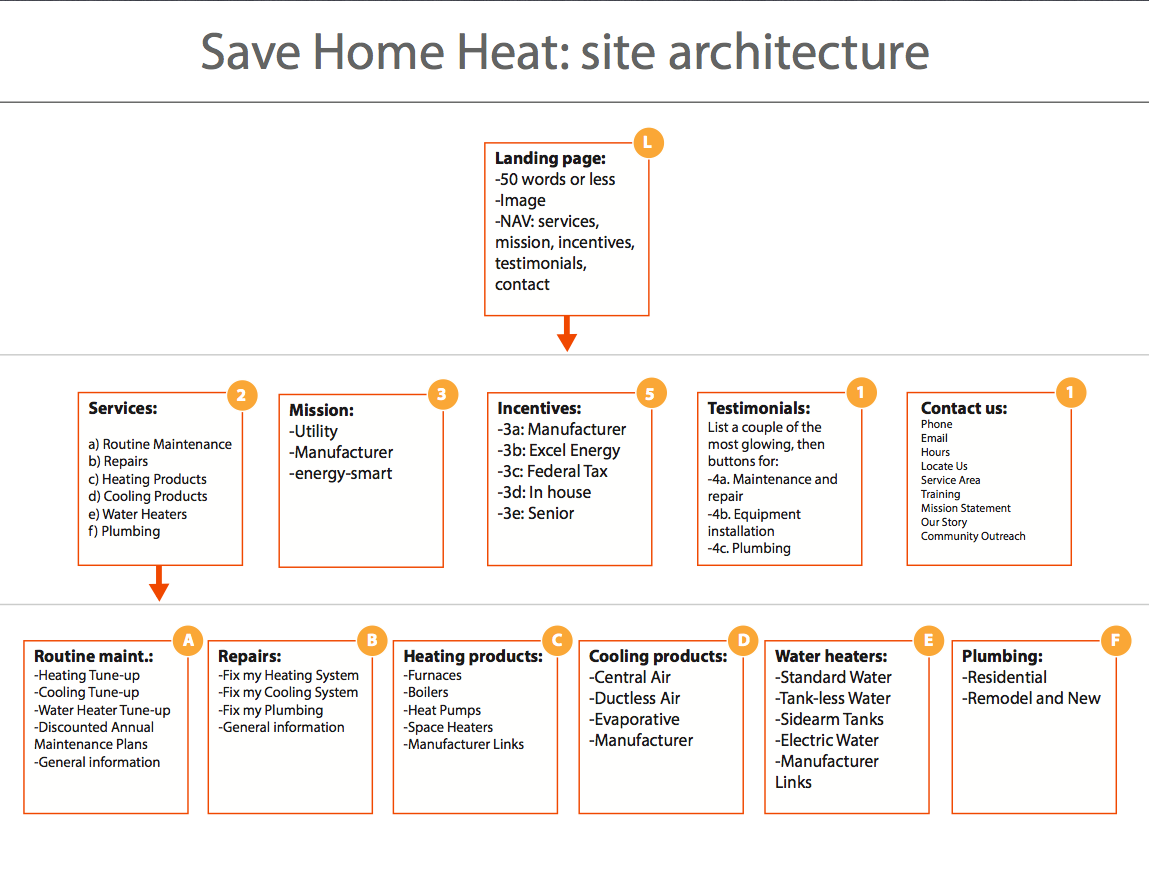 Save Home Heat: site architecture
L
Landing page:
-50 words or less
-Image
-NAV: services,
mission, incentives,
testimonials,
contact
2
Services:
a) Routine Maintenance
b) Repairs
c) Heating Products
d) Cooling Products
e) Water Heaters
f) Plumbing
3
Mission:
-Utility
-Manufacturer
-energy-smart
5
Incentives:
-3a: Manufacturer
-3b: Excel Energy
-3c: Federal Tax
-3d: In house
-3e: Senior
1
Testimonials:
List a couple of the
most glowing, then
buttons for:
-4a. Maintenance and
repair
-4b. Equipment
installation
-4c. Plumbing
1
Contact us:
Phone
Email
Hours
Locate Us
Service Area
Training
Mission Statement
Our Story
Community Outreach
A
Routine maint.:
-Heating Tune-up
-Cooling Tune-up
-Water Heater Tune-up
-Discounted Annual
Maintenance Plans
-General information
B
Repairs:
-Fix my Heating System
-Fix my Cooling System
-Fix my Plumbing
-General information
C
Heating products:
-Furnaces
-Boilers
-Heat Pumps
-Space Heaters
-Manufacturer Links
D
Cooling products:
-Central Air
-Ductless Air
-Evaporative
-Manufacturer
E
Water heaters:
-Standard Water
-Tank-less Water
-Sidearm Tanks
-Electric Water
-Manufacturer
Links
F
Plumbing:
-Residential
-Remodel and New